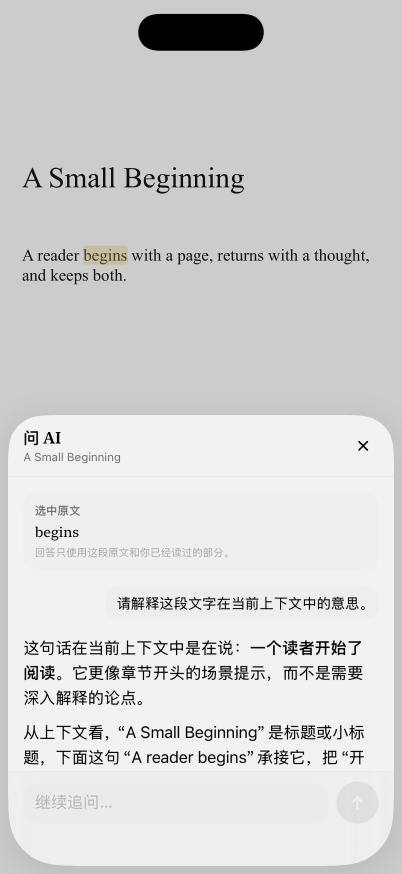 A Small Beginning
A reader begins with a page, returns with a thought,
and keeps both.
问 AI
A Small Beginning
选中原文
begins
回答只使用这段原文和你已经读过的部分。
请解释这段文字在当前上下文中的意思。
这句话在当前上下文中是在说：一个读者开始了
阅读。它更像章节开头的场景提示，而不是需要
深入解释的论点。
从上下文看，“A Small Beginning” 是标题或小标
题，下面这句 “A reader begins” 承接它，把 “开
继续追问...